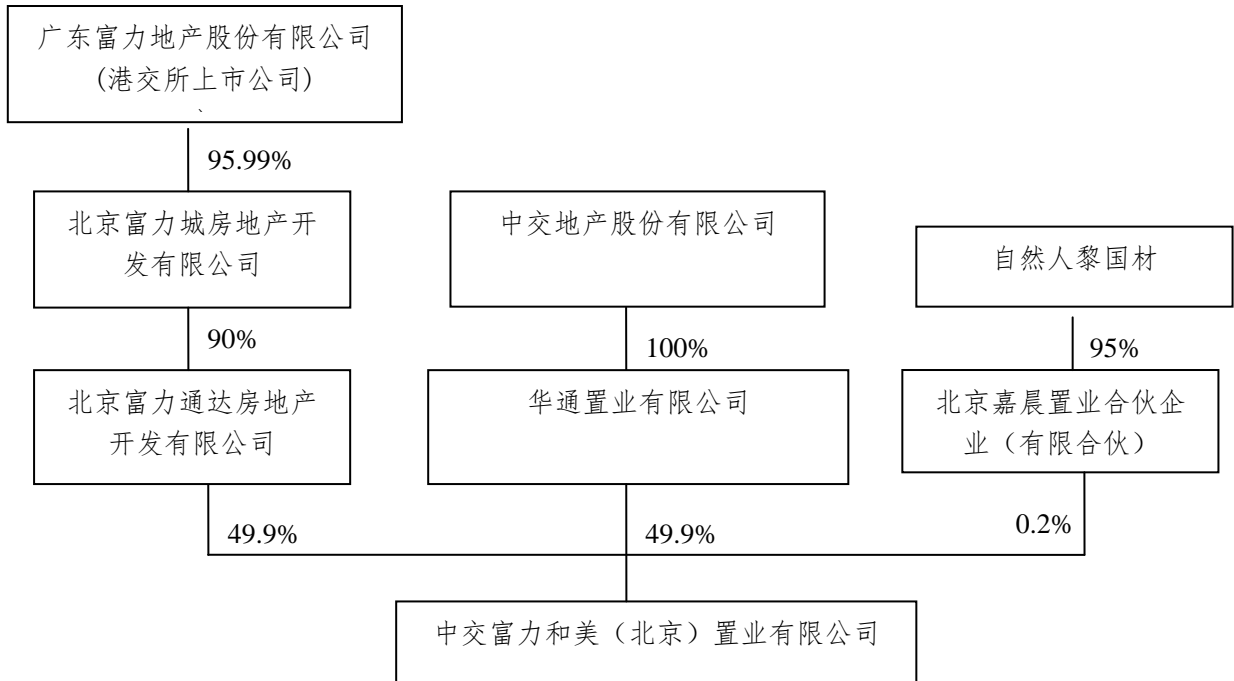 广东富力地产股份有限公司
(港交所上市公司)
95.99%
北京富力城房地产开
发有限公司
中交地产股份有限公司
自然人黎国材
90%
100%
95%
北京富力通达房地产
开发有限公司
华通置业有限公司
北京嘉晨置业合伙企
业（有限合伙）
49.9%
49.9%
0.2%
中交富力和美（北京）置业有限公司